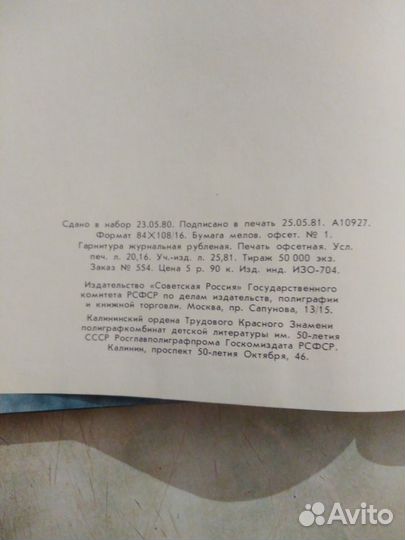 Сдано в набор 23.05.80. Подписано в печать 25.05.81. А10927.
Формат 84X108/16. Бумага мелов. офсет. № 1.
Гарнитура журнальная рубленая. Печать офсетная. Усл.
печ. л. 20,16. Уч.-изд. л. 25,81. Тираж 50 000 экз.
Заказ № 554. Цена 5 р. 90 к. Изд. инд. ИЗО-704.
Издательство «Советская Россия» Государственного
комитета РСФСР по делам издательств, полиграфии
и книжной торговли. Москва, пр. Сапунова, 13/15.
Калининский ордена Трудового Красного Знамени
полиграфкомбинат детской литературы им. 50-летия
СССР Росглавполиграфпрома Госкомиздата РСФСР.
Калинин, проспект 50-летия Октября, 46.
Avito